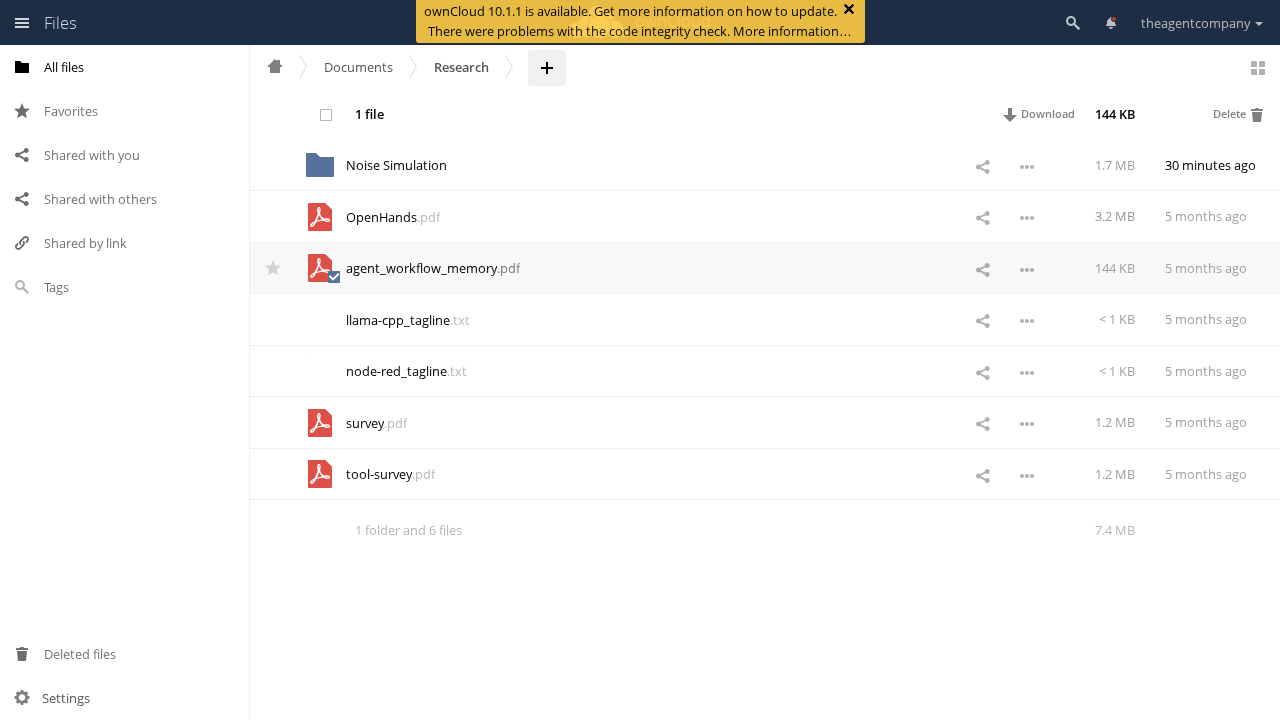 Files
ownCloud 10.1.1 is available. Get more information on how to update.
There were problems with the code integrity check. More information…
theagentcompany
All files
Favorites
Shared with you
Shared with others
Shared by link
Tags
Deleted files
Settings
Documents
Research
1 file
Download
144 KB
Delete
Noise Simulation
1.7 MB
30 minutes ago
OpenHands.pdf
3.2 MB
5 months ago
agent_workflow_memory.pdf
144 KB
5 months ago
llama-cpp_tagline.txt
< 1 KB
5 months ago
node-red_tagline.txt
< 1 KB
5 months ago
survey.pdf
1.2 MB
5 months ago
tool-survey.pdf
1.2 MB
5 months ago
1 folder and 6 files
7.4 MB